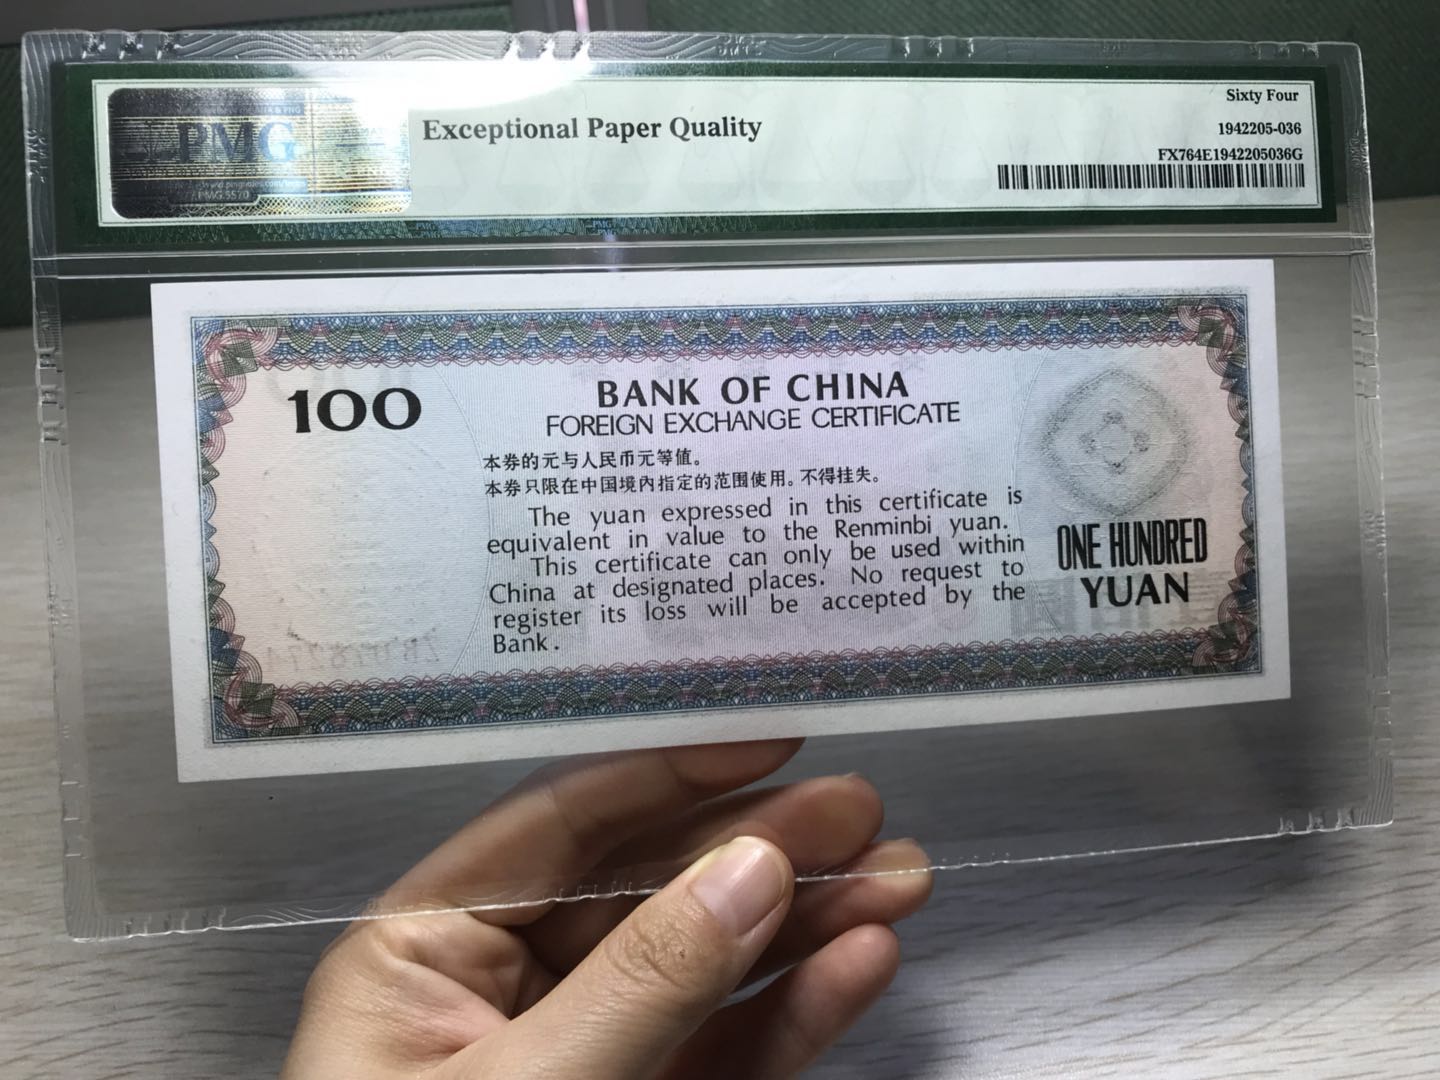 PMG
Exceptional Paper Quality
Sixty Four
1942205-036
FX764E1942205036G
100
BANK OF CHINA
FOREIGN EXCHANGE CERTIFICATE
本券的元与人民币元等值。
本券只限在中国境内指定的范围使用。不得挂失。
The yuan expressed in this certificate is
equivalent in value to the Renminbi yuan.
This certificate can only be used within
China at designated places. No request to
register its loss will be accepted by the
Bank.
ONE HUNDRED
YUAN